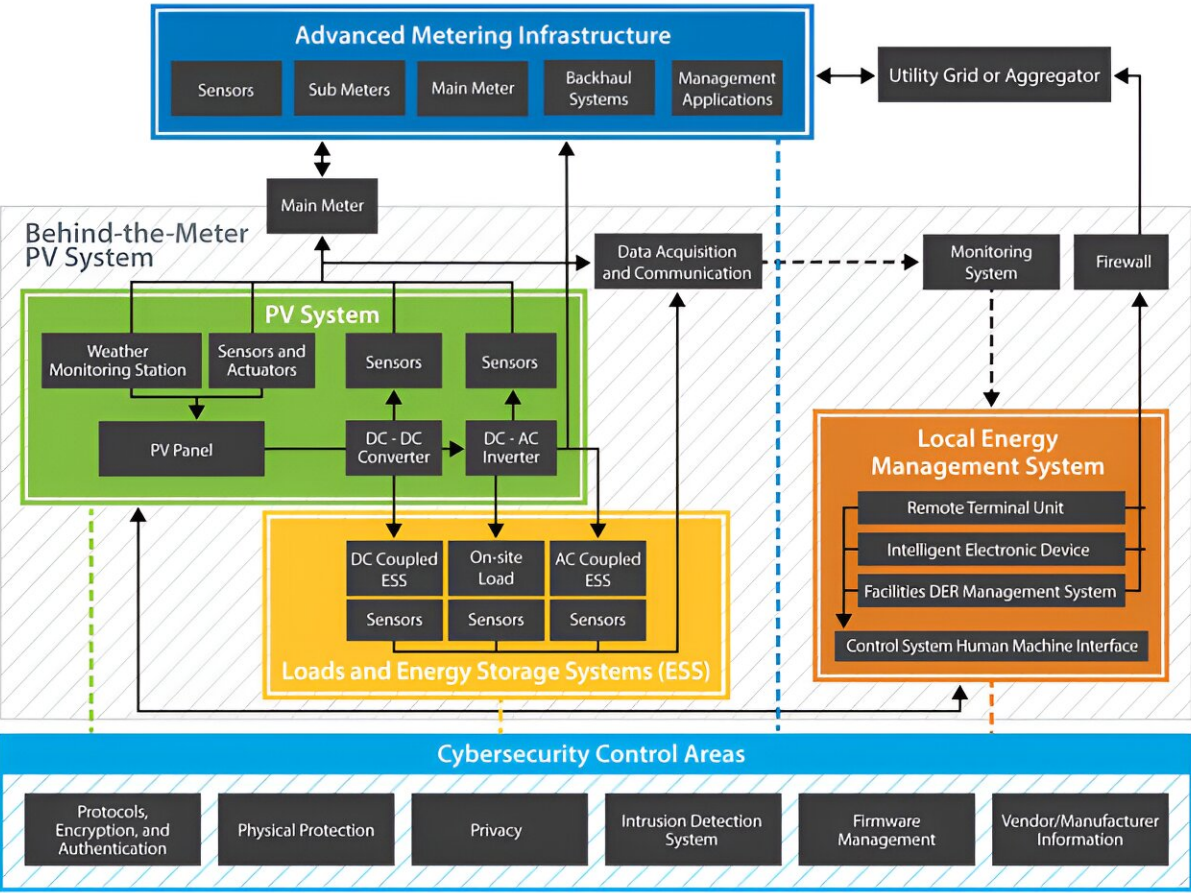 Advanced Metering Infrastructure
Sensors
Sub Meters
Main Meter
Backhaul
Systems
Management
Applications
Utility Grid or Aggregator
Main Meter
Behind-the-Meter
PV System
Data Acquisition
and Communication
Monitoring
System
Firewall
PV System
Weather
Monitoring Station
Sensors and
Actuators
Sensors
Sensors
PV Panel
DC - DC
Converter
DC - AC
Inverter
Local Energy
Management System
Remote Terminal Unit
Intelligent Electronic Device
Facilities DER Management System
Control System Human Machine Interface
DC Coupled
ESS
On-site
Load
AC Coupled
ESS
Sensors
Sensors
Sensors
Loads and Energy Storage Systems (ESS)
Cybersecurity Control Areas
Protocols,
Encryption, and
Authentication
Physical Protection
Privacy
Intrusion Detection
System
Firmware
Management
Vendor/Manufacturer
Information